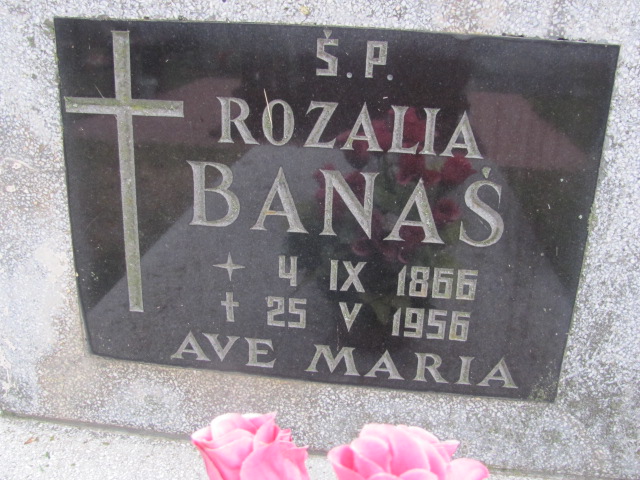 Ś.P.
ROZALIA
BANAŚ
4 IX 1866
25 V 1956
AVE MARIA